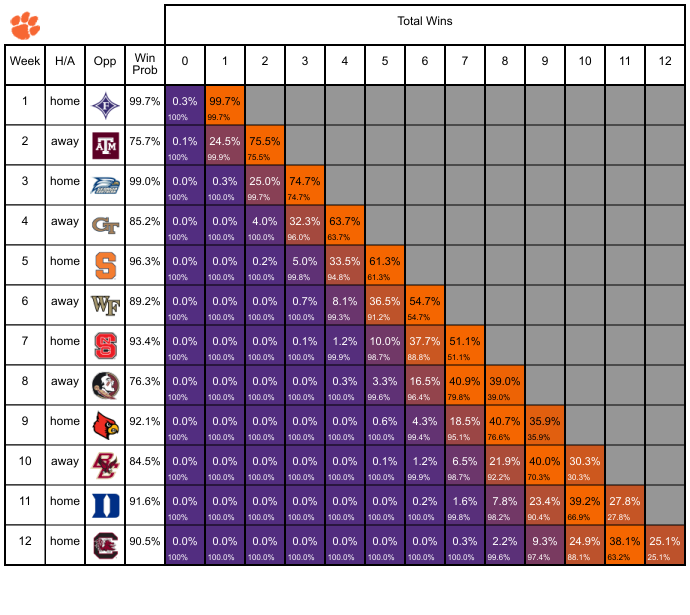 Total Wins
Week H/A Opp Win Prob 0 1 2 3 4 5 6 7 8 9 10 11 12
1 home F 99.7% 0.3% 99.7%
100% 99.7%
2 away ATM 75.7% 0.1% 24.5% 75.5%
100% 99.9% 75.5%
3 home 99.0% 0.0% 0.3% 25.0% 74.7%
100% 100.0% 99.7% 74.7%
4 away GT 85.2% 0.0% 0.0% 4.0% 32.3% 63.7%
100% 100.0% 100.0% 96.0% 63.7%
5 home S 96.3% 0.0% 0.0% 0.2% 5.0% 33.5% 61.3%
100% 100.0% 100.0% 99.8% 94.8% 61.3%
6 away WF 89.2% 0.0% 0.0% 0.0% 0.7% 8.1% 36.5% 54.7%
100% 100.0% 100.0% 100.0% 99.3% 91.2% 54.7%
7 home S 93.4% 0.0% 0.0% 0.0% 0.1% 1.2% 10.0% 37.7% 51.1%
100% 100.0% 100.0% 100.0% 99.9% 98.7% 88.8% 51.1%
8 away 76.3% 0.0% 0.0% 0.0% 0.0% 0.3% 3.3% 16.5% 40.9% 39.0%
100% 100.0% 100.0% 100.0% 100.0% 99.6% 96.4% 79.8% 39.0%
9 home 92.1% 0.0% 0.0% 0.0% 0.0% 0.0% 0.6% 4.3% 18.5% 40.7% 35.9%
100% 100.0% 100.0% 100.0% 100.0% 100.0% 99.4% 95.1% 76.6% 35.9%
10 away BC 84.5% 0.0% 0.0% 0.0% 0.0% 0.0% 0.1% 1.2% 6.5% 21.9% 40.0% 30.3%
100% 100.0% 100.0% 100.0% 100.0% 100.0% 99.9% 98.7% 92.2% 70.3% 30.3%
11 home D 91.6% 0.0% 0.0% 0.0% 0.0% 0.0% 0.0% 0.2% 1.6% 7.8% 23.4% 39.2% 27.8%
100% 100.0% 100.0% 100.0% 100.0% 100.0% 100.0% 99.8% 98.2% 90.4% 66.9% 27.8%
12 home C 90.5% 0.0% 0.0% 0.0% 0.0% 0.0% 0.0% 0.0% 0.3% 2.2% 9.3% 24.9% 38.1% 25.1%
100% 100.0% 100.0% 100.0% 100.0% 100.0% 100.0% 100.0% 99.6% 97.4% 88.1% 63.2% 25.1%